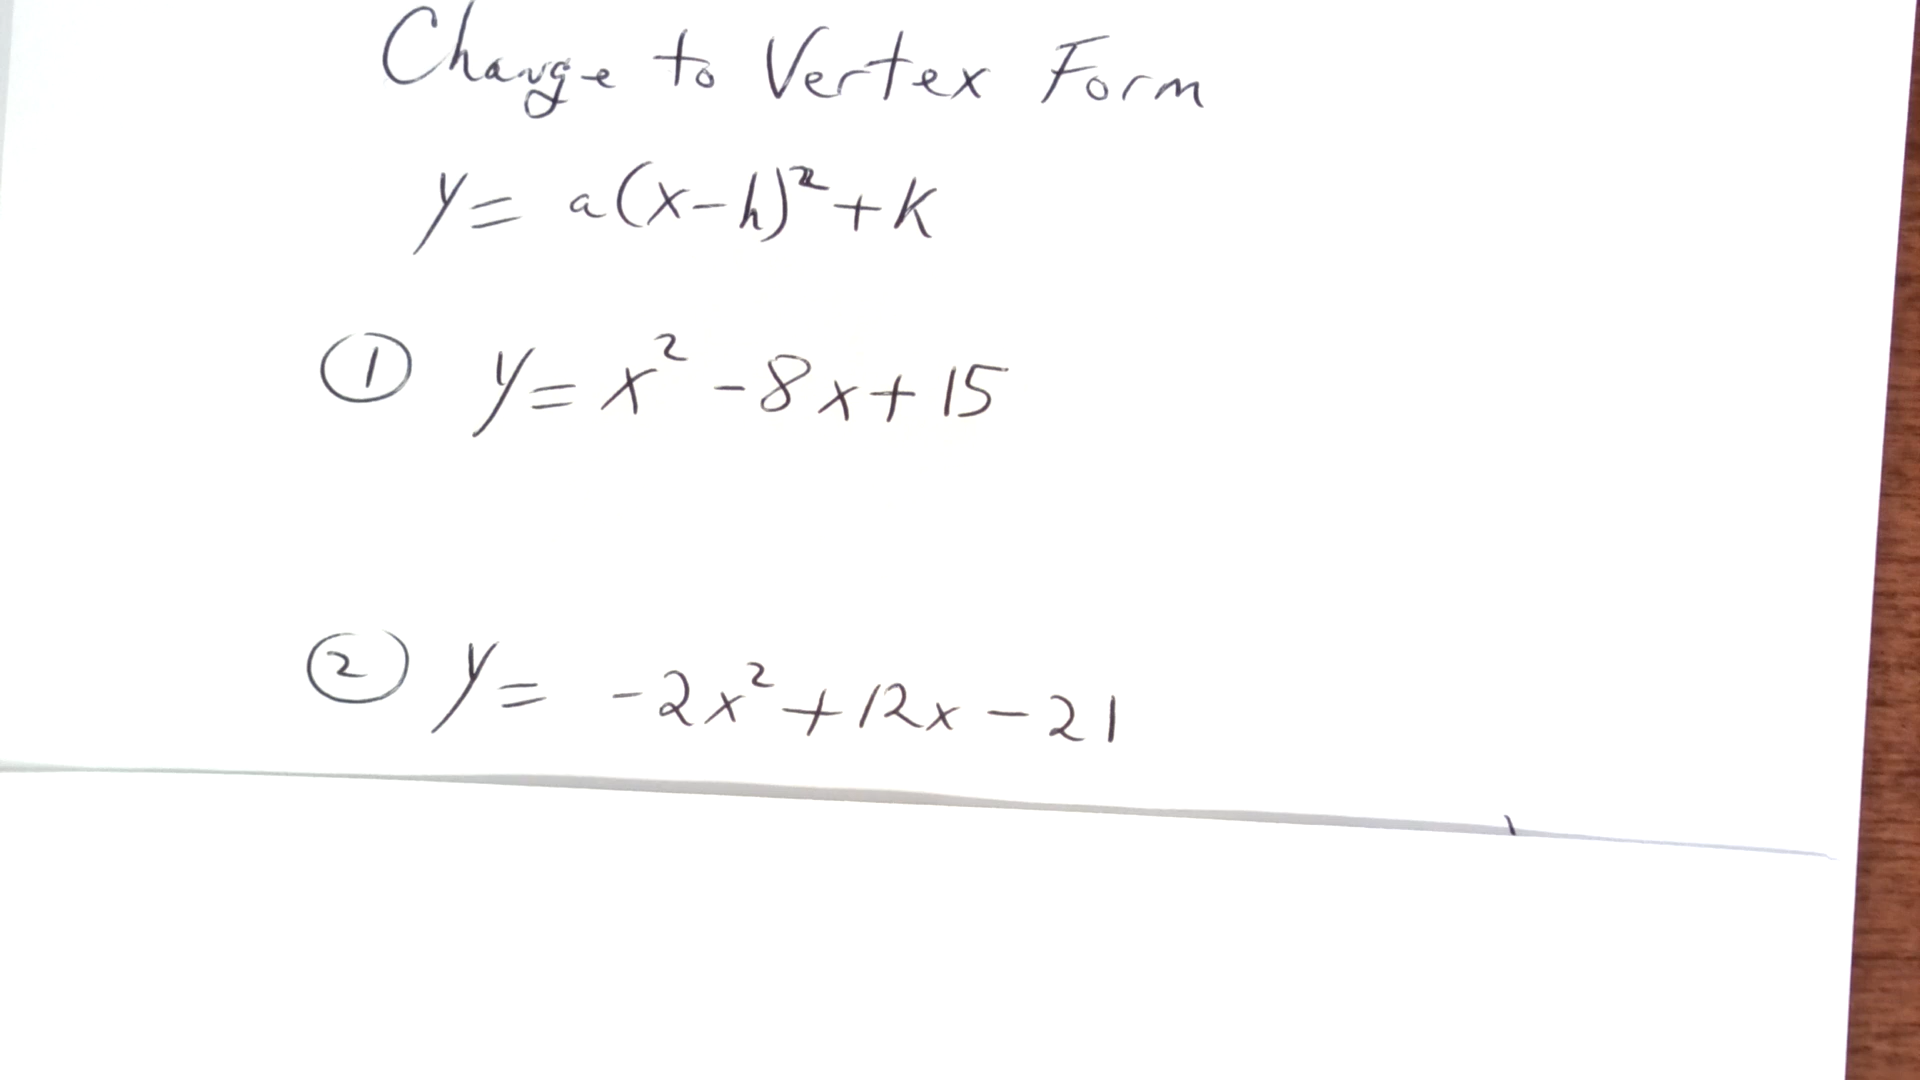 Change to Vertex Form
y = a(x-h)² + k
① y = x² - 8x + 15
② y = -2x² + 12x - 21